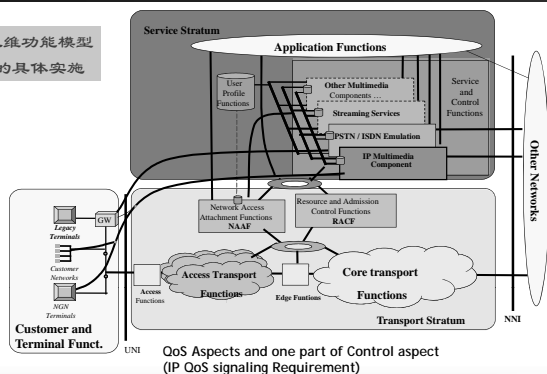 维功能模型
的具体实施
Service Stratum
Application Functions
User
Profile
Functions
Other Multimedia
Components …
Streaming Services
PSTN / ISDN Emulation
IP Multimedia
Component
Service
and
Control
Functions
Other Networks
Network Access
Attachment Functions
NAAF
Resource and Admission
Control Functions
RACF
GW
Legacy
Terminals
Customer
Networks
NGN
Terminals
Customer and
Terminal Funct.
UNI
Access
Functions
Access Transport
Functions
Edge Funtions
Core transport
Functions
Transport Stratum
NNI
QoS Aspects and one part of Control aspect
(IP QoS signaling Requirement)